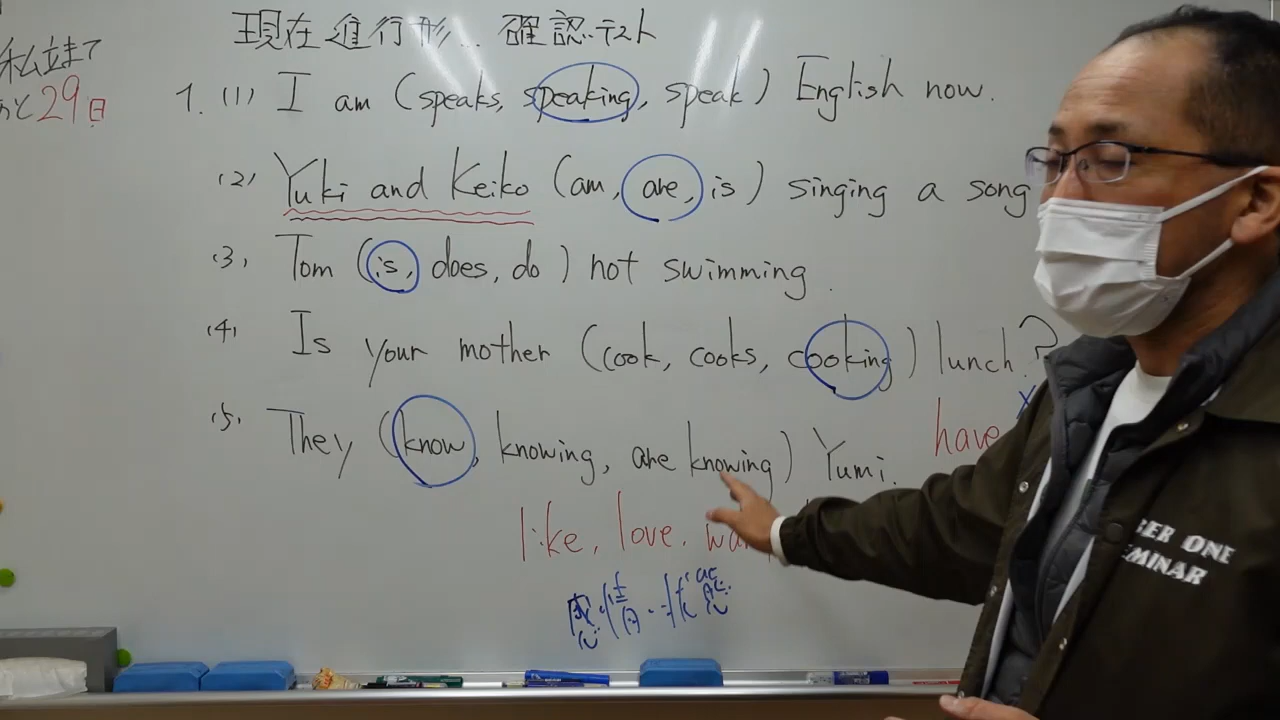 現在進行形… 確認テスト
私立まで
あと29日
1. (1) I am (speaks, speaking, speak) English now.
(2) Yuki and Keiko (am, are, is) singing a song
(3) Tom (is, does, do) not swimming.
(4) Is your mother (cook, cooks, cooking) lunch?
(5) They (know, knowing, are knowing) Yumi.
have
like, love,
感情・状態
BER ONE
EMINAR